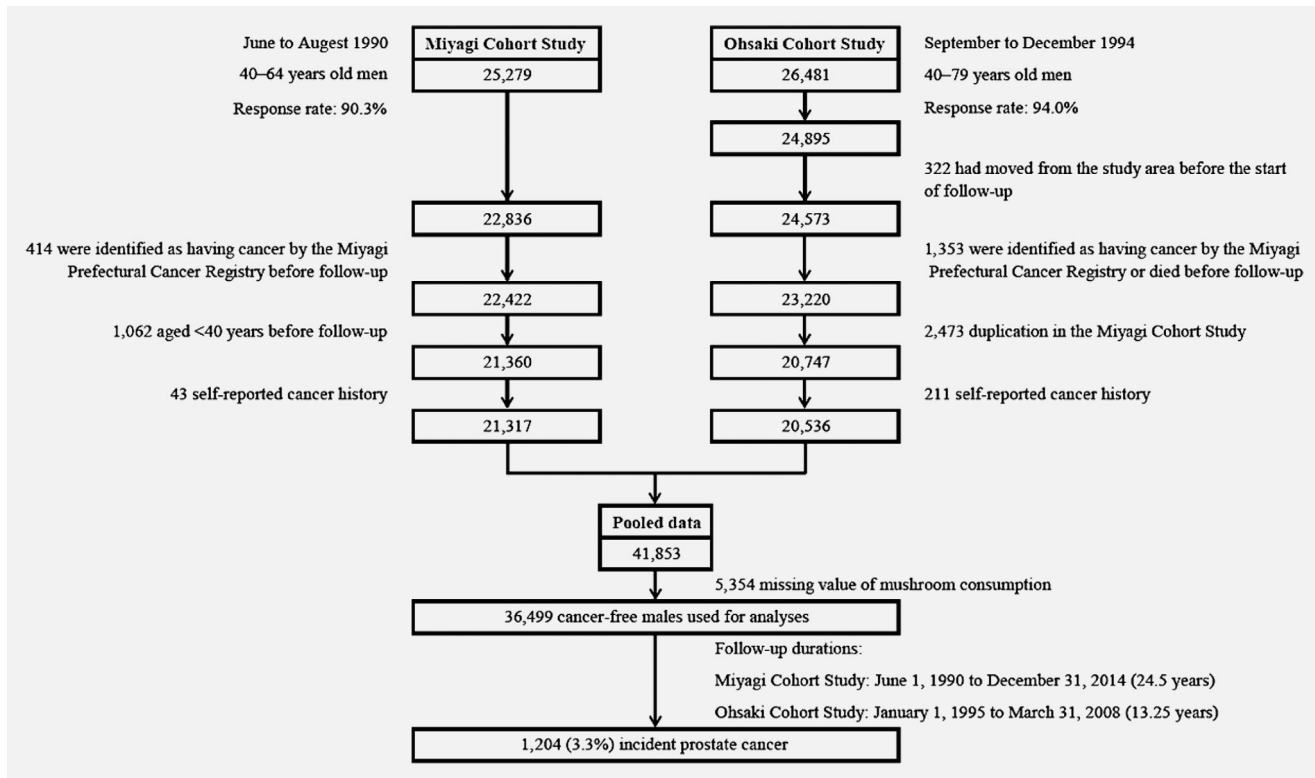 June to Augest 1990
Miyagi Cohort Study
Ohsaki Cohort Study
September to December 1994
40–64 years old men
25,279
26,481
40–79 years old men
Response rate: 90.3%
Response rate: 94.0%
24,895
322 had moved from the study area before the start
of follow-up
22,836
24,573
414 were identified as having cancer by the Miyagi
Prefectural Cancer Registry before follow-up
1,353 were identified as having cancer by the Miyagi
Prefectural Cancer Registry or died before follow-up
22,422
23,220
1,062 aged <40 years before follow-up
2,473 duplication in the Miyagi Cohort Study
21,360
20,747
43 self-reported cancer history
211 self-reported cancer history
21,317
20,536
Pooled data
41,853
5,354 missing value of mushroom consumption
36,499 cancer-free males used for analyses
Follow-up durations:
Miyagi Cohort Study: June 1, 1990 to December 31, 2014 (24.5 years)
Ohsaki Cohort Study: January 1, 1995 to March 31, 2008 (13.25 years)
1,204 (3.3%) incident prostate cancer